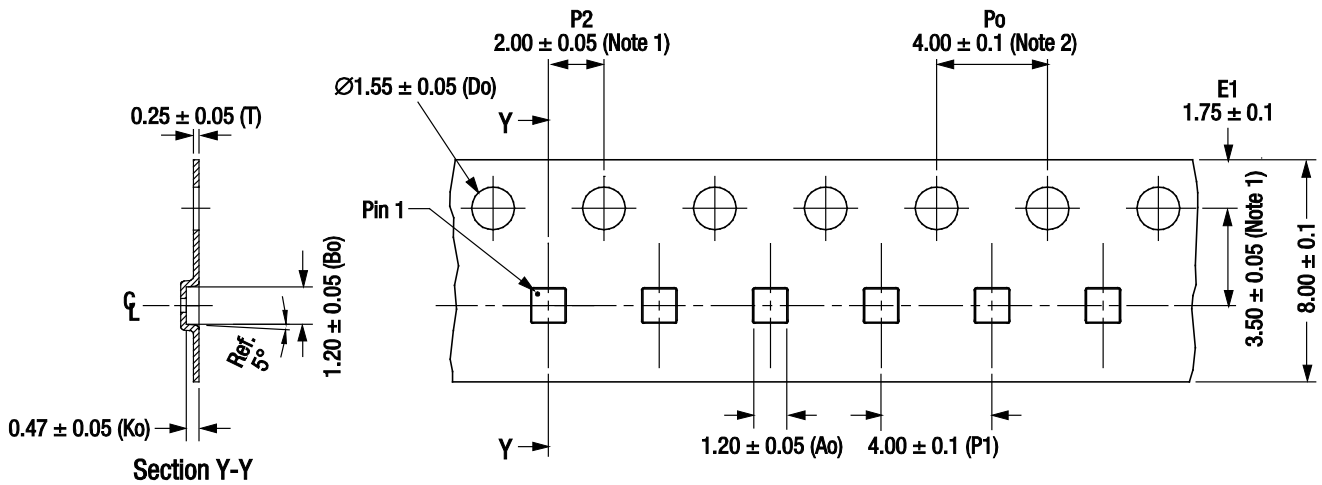 P2
2.00 ± 0.05 (Note 1)
Po
4.00 ± 0.1 (Note 2)
Ø1.55 ± 0.05 (Do)
E1
1.75 ± 0.1
0.25 ± 0.05 (T)
Y
Pin 1
3.50 ± 0.05 (Note 1)
8.00 ± 0.1
1.20 ± 0.05 (Bo)
CL
Ref.
5°
0.47 ± 0.05 (Ko)
Y
1.20 ± 0.05 (Ao)
4.00 ± 0.1 (P1)
Section Y-Y